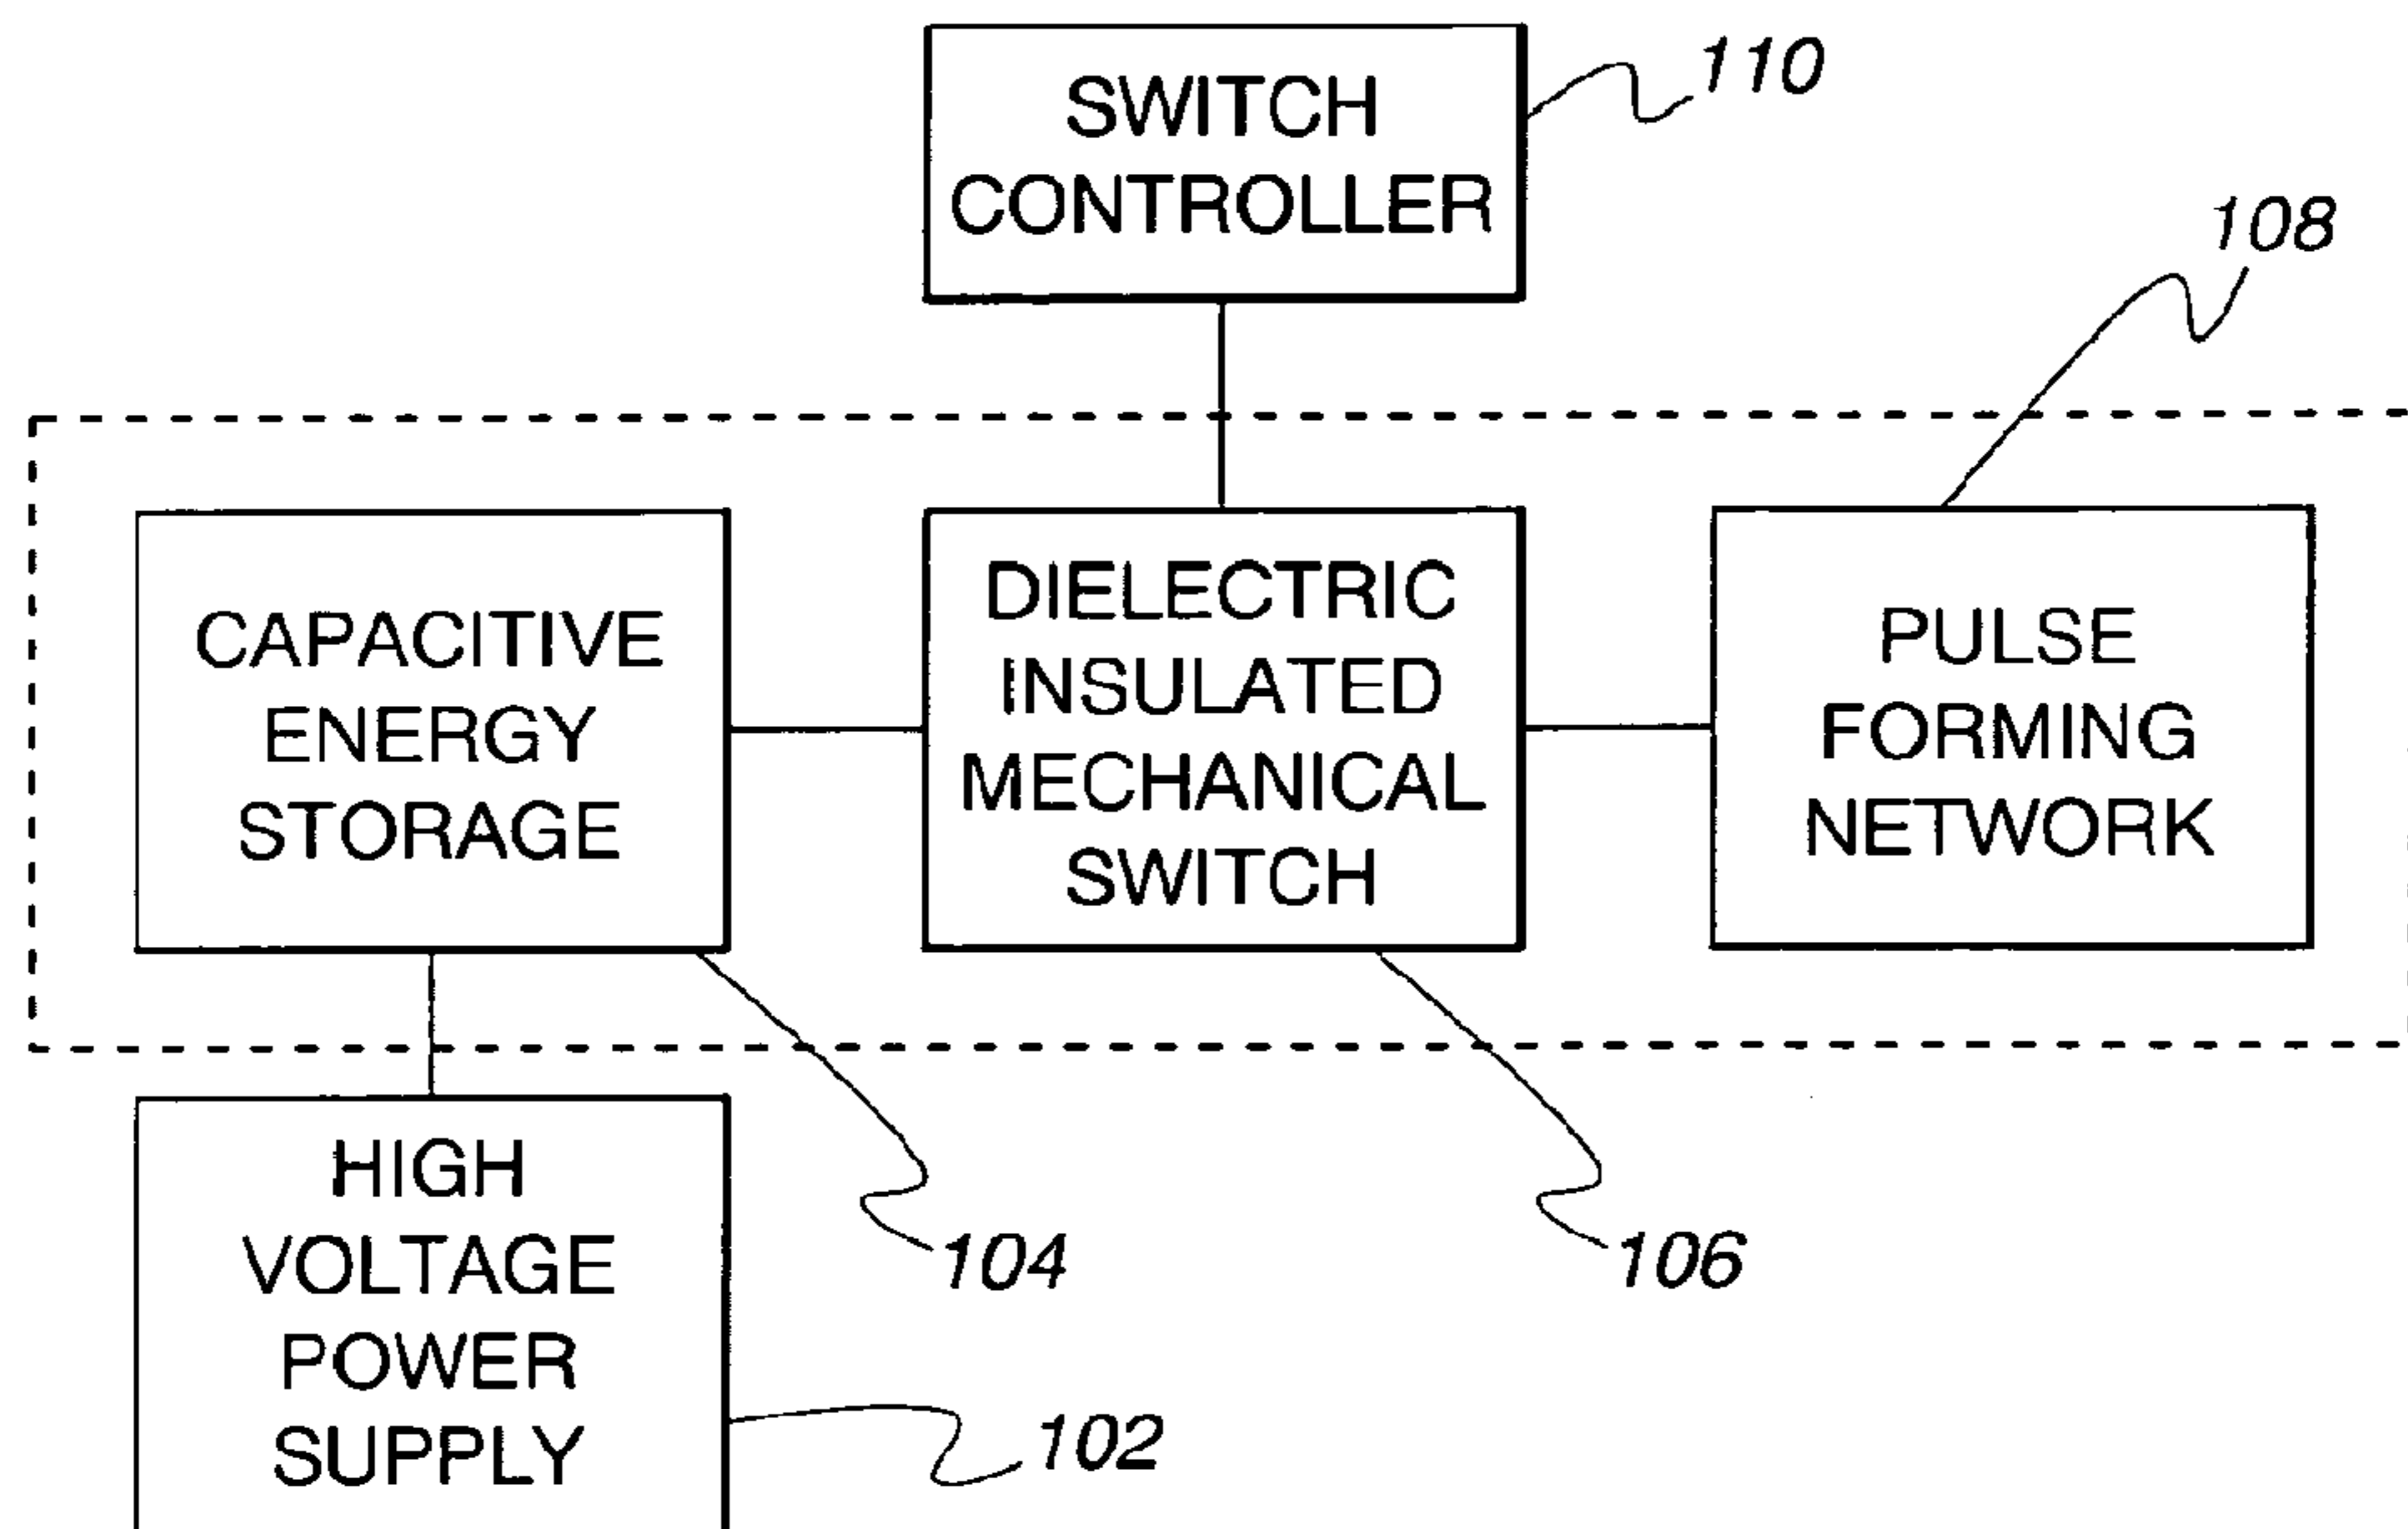 SWITCH
CONTROLLER
110
108
CAPACITIVE
ENERGY
STORAGE
DIELECTRIC
INSULATED
MECHANICAL
SWITCH
PULSE
FORMING
NETWORK
HIGH
VOLTAGE
POWER
SUPPLY
104
106
102